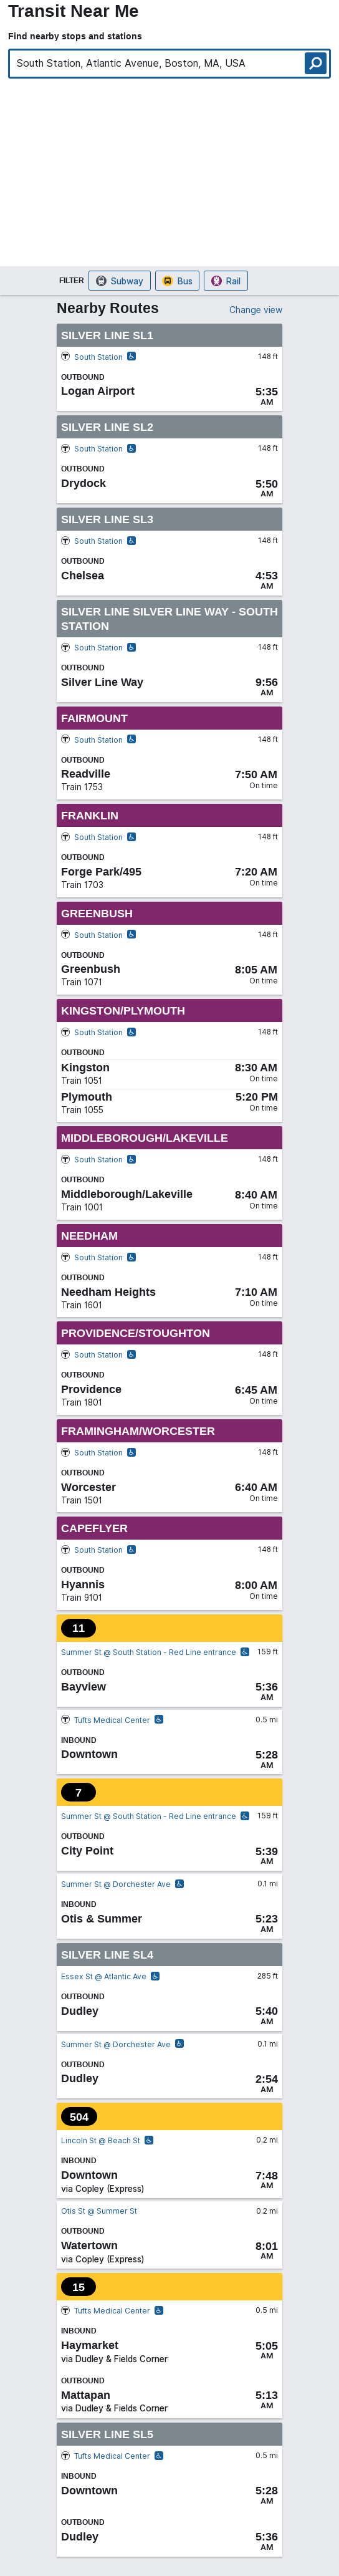 Transit Near Me
Find nearby stops and stations
South Station, Atlantic Avenue, Boston, MA, USA
FILTER Subway Bus Rail
Nearby Routes Change view
SILVER LINE SL1
South Station 148 ft
OUTBOUND
Logan Airport 5:35
AM
SILVER LINE SL2
South Station 148 ft
OUTBOUND
Drydock 5:50
AM
SILVER LINE SL3
South Station 148 ft
OUTBOUND
Chelsea 4:53
AM
SILVER LINE SILVER LINE WAY - SOUTH
STATION
South Station 148 ft
OUTBOUND
Silver Line Way 9:56
AM
FAIRMOUNT
South Station 148 ft
OUTBOUND
Readville 7:50 AM
Train 1753 On time
FRANKLIN
South Station 148 ft
OUTBOUND
Forge Park/495 7:20 AM
Train 1703 On time
GREENBUSH
South Station 148 ft
OUTBOUND
Greenbush 8:05 AM
Train 1071 On time
KINGSTON/PLYMOUTH
South Station 148 ft
OUTBOUND
Kingston 8:30 AM
Train 1051 On time
Plymouth 5:20 PM
Train 1055 On time
MIDDLEBOROUGH/LAKEVILLE
South Station 148 ft
OUTBOUND
Middleborough/Lakeville 8:40 AM
Train 1001 On time
NEEDHAM
South Station 148 ft
OUTBOUND
Needham Heights 7:10 AM
Train 1601 On time
PROVIDENCE/STOUGHTON
South Station 148 ft
OUTBOUND
Providence 6:45 AM
Train 1801 On time
FRAMINGHAM/WORCESTER
South Station 148 ft
OUTBOUND
Worcester 6:40 AM
Train 1501 On time
CAPEFLYER
South Station 148 ft
OUTBOUND
Hyannis 8:00 AM
Train 9101 On time
11
Summer St @ South Station - Red Line entrance 159 ft
OUTBOUND
Bayview 5:36
AM
Tufts Medical Center 0.5 mi
INBOUND
Downtown 5:28
AM
7
Summer St @ South Station - Red Line entrance 159 ft
OUTBOUND
City Point 5:39
AM
Summer St @ Dorchester Ave 0.1 mi
INBOUND
Otis & Summer 5:23
AM
SILVER LINE SL4
Essex St @ Atlantic Ave 285 ft
OUTBOUND
Dudley 5:40
AM
Summer St @ Dorchester Ave 0.1 mi
OUTBOUND
Dudley 2:54
AM
504
Lincoln St @ Beach St 0.2 mi
INBOUND
Downtown 7:48
via Copley (Express) AM
Otis St @ Summer St 0.2 mi
OUTBOUND
Watertown 8:01
via Copley (Express) AM
15
Tufts Medical Center 0.5 mi
INBOUND
Haymarket 5:05
via Dudley & Fields Corner AM
OUTBOUND
Mattapan 5:13
via Dudley & Fields Corner AM
SILVER LINE SL5
Tufts Medical Center 0.5 mi
INBOUND
Downtown 5:28
AM
OUTBOUND
Dudley 5:36
AM